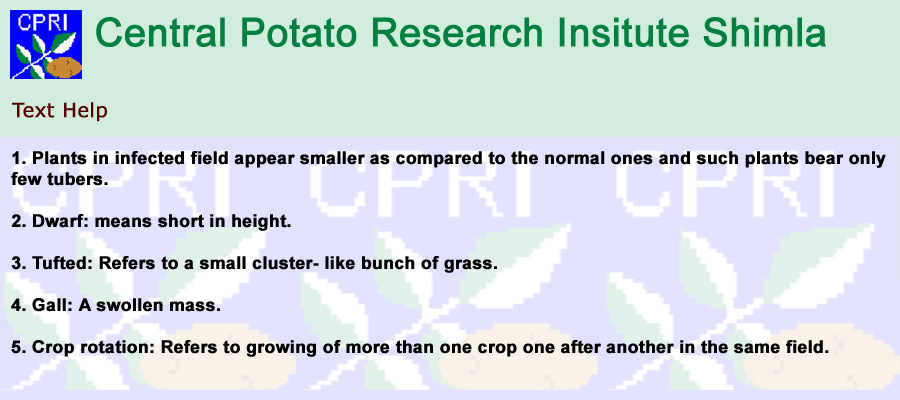 CPRI
Central Potato Research Insitute Shimla
Text Help
1. Plants in infected field appear smaller as compared to the normal ones and such plants bear only
few tubers.
2. Dwarf: means short in height.
3. Tufted: Refers to a small cluster- like bunch of grass.
4. Gall: A swollen mass.
5. Crop rotation: Refers to growing of more than one crop one after another in the same field.
CPRI CPRI CPRI